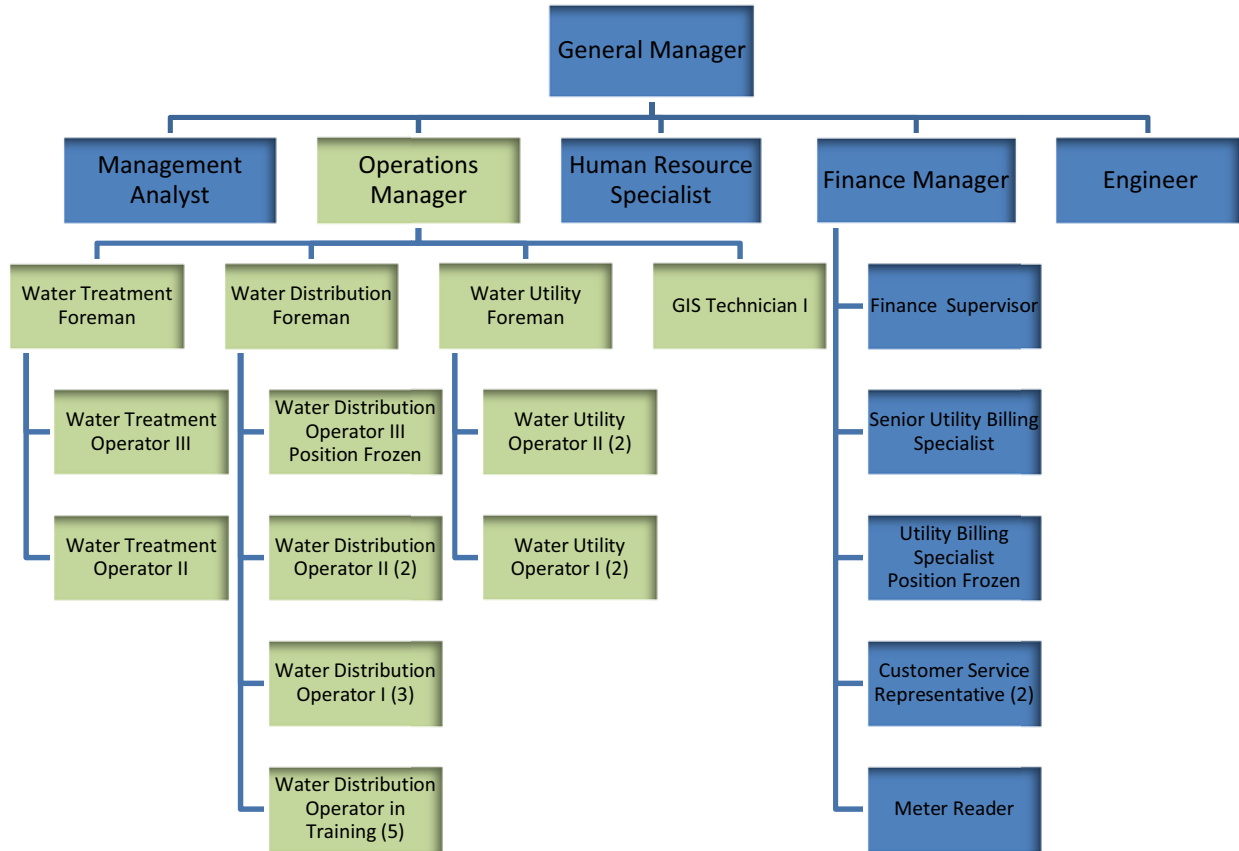 General Manager
Management
Analyst
Operations
Manager
Human Resource
Specialist
Finance Manager
Engineer
Water Treatment
Foreman
Water Distribution
Foreman
Water Utility
Foreman
GIS Technician I
Finance  Supervisor
Water Treatment
Operator III
Water Distribution
Operator III
Position Frozen
Water Utility
Operator II (2)
Senior Utility Billing
Specialist
Water Treatment
Operator II
Water Distribution
Operator II (2)
Water Utility
Operator I (2)
Utility Billing
Specialist
Position Frozen
Water Distribution
Operator I (3)
Customer Service
Representative (2)
Water Distribution
Operator in
Training (5)
Meter Reader